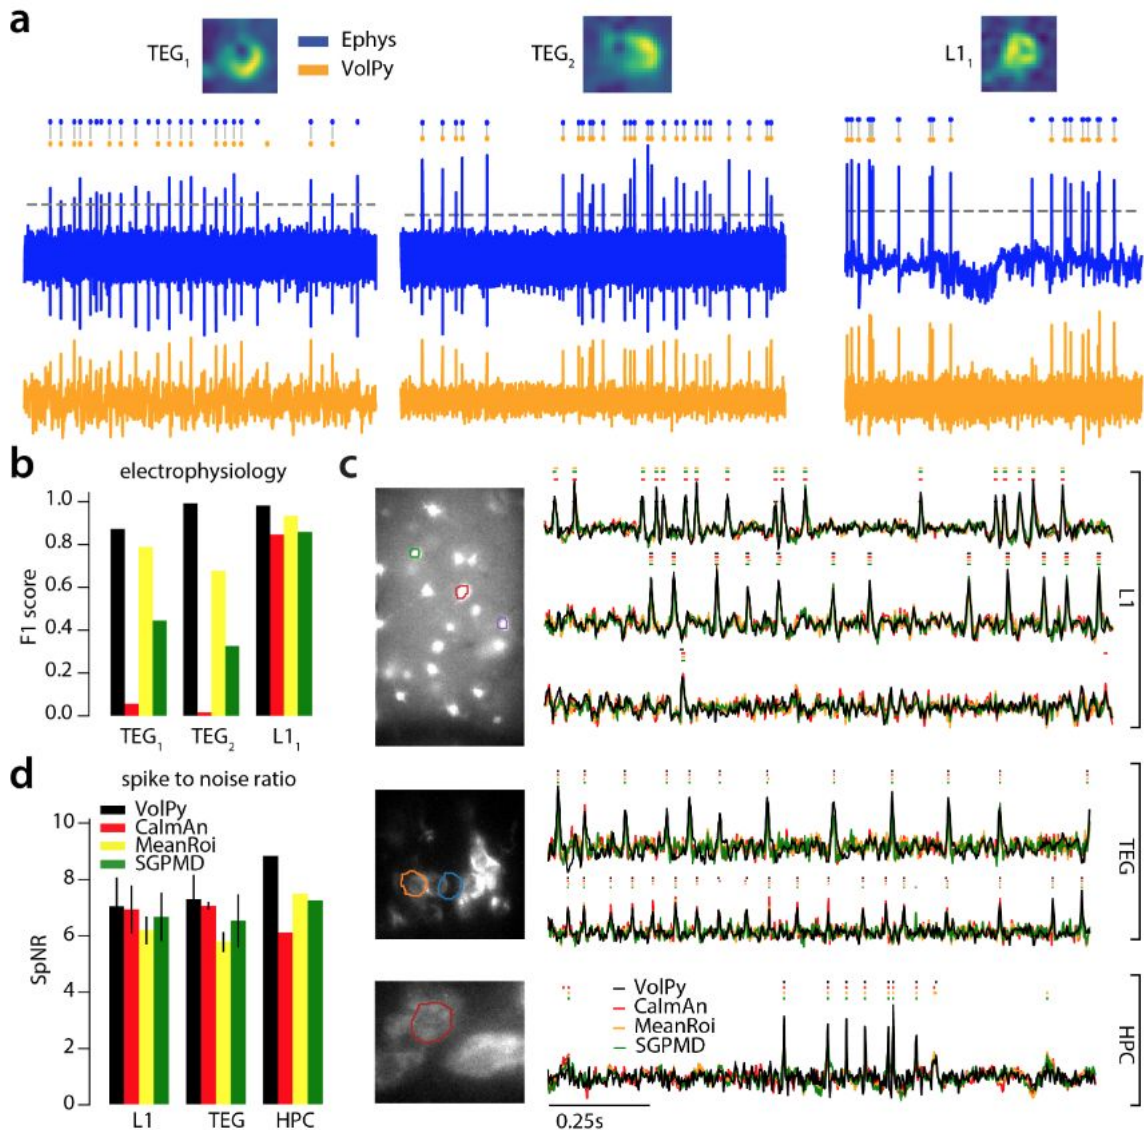 a
TEG1
Ephys
VolPy
TEG2
L11
b
electrophysiology
F1 score
1.0
0.8
0.6
0.4
0.2
0.0
TEG1
TEG2
L11
c
L1
TEG
HPC
VolPy
CaImAn
MeanRoi
SGPMD
0.25s
d
spike to noise ratio
VolPy
CaImAn
MeanRoi
SGPMD
SpNR
10
8
6
4
2
0
L1
TEG
HPC